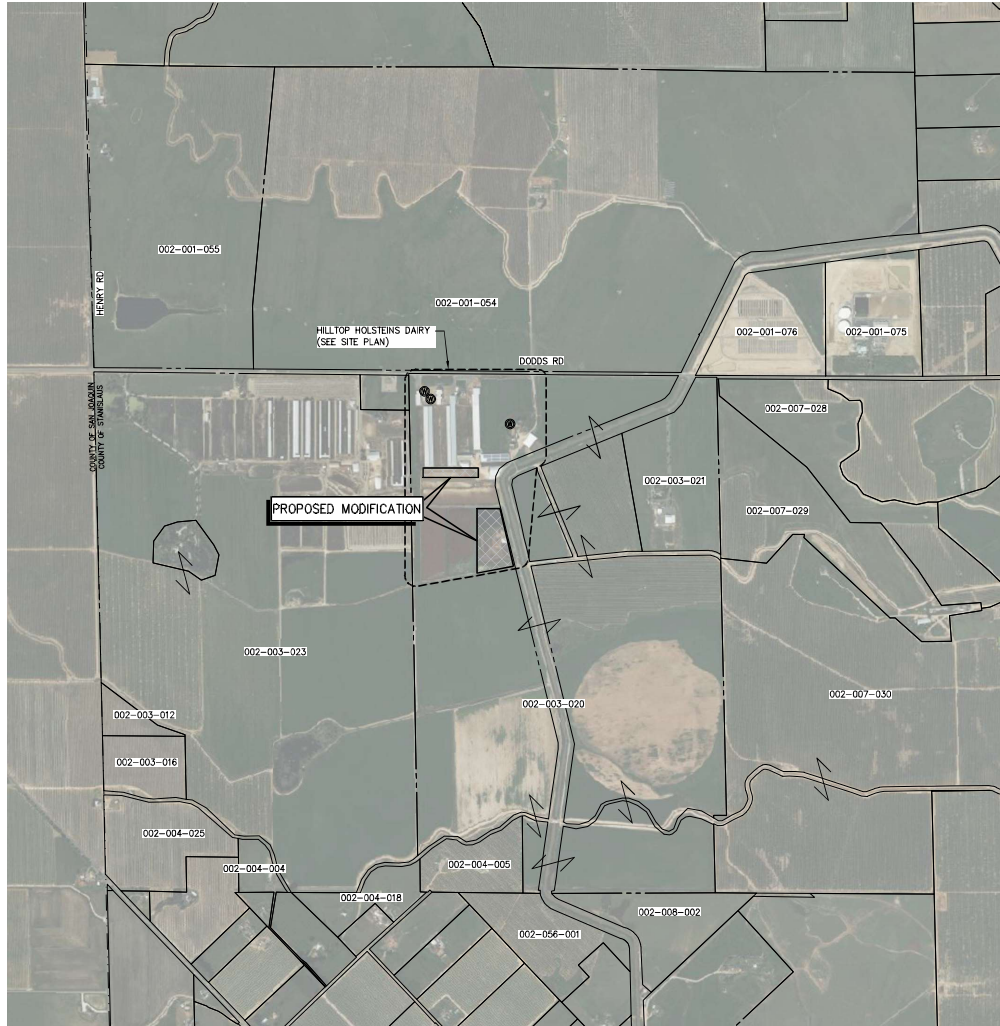 002-001-055
HENRY RD
002-001-054
HILLTOP HOLSTEINS DAIRY
(SEE SITE PLAN)
DODDS RD
002-001-076
002-001-075
COUNTY OF SAN JOAQUIN
COUNTY OF STANISLAUS
W
W
W
002-007-028
002-003-021
PROPOSED MODIFICATION
002-007-029
002-003-023
002-003-020
002-007-030
002-003-012
002-003-016
002-004-025
002-004-004
002-004-005
002-004-018
002-008-002
002-056-001